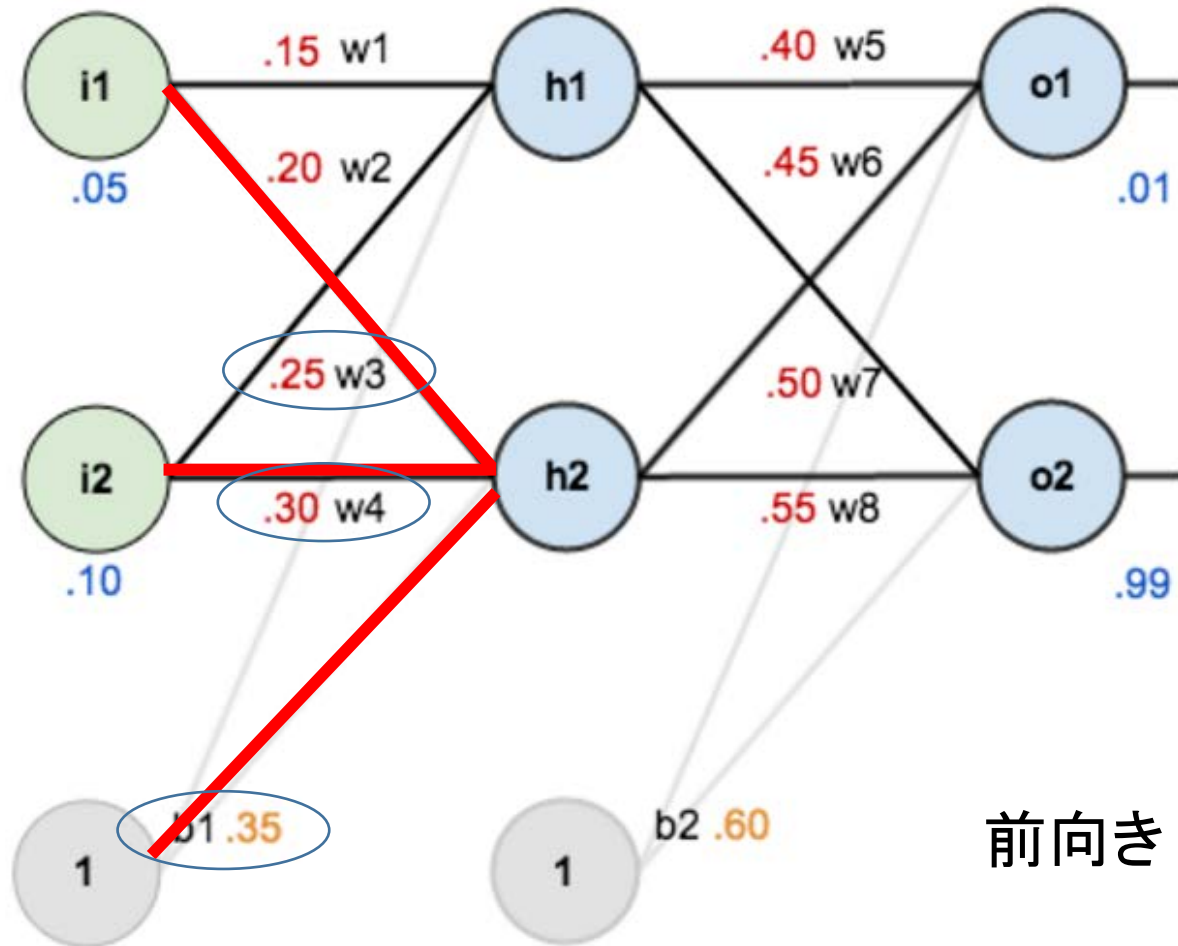 i1 .15 w1 h1 .40 w5 o1
.05 .20 w2 .45 w6 .01
.25 w3 .50 w7
i2 .30 w4 h2 .55 w8 o2
.10 .99
b1 .35 b2 .60 前向き
1 1